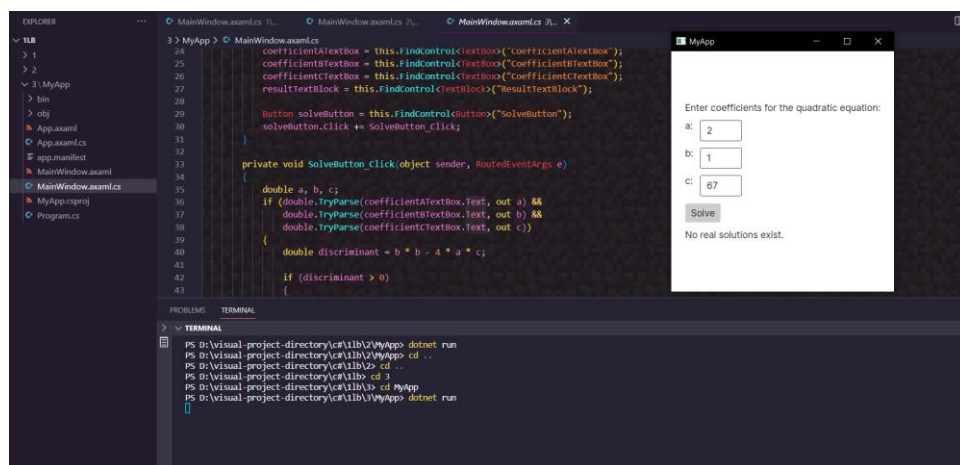 EXPLORER
1LB
1
2
3 \ MyApp
bin
obj
App.axaml
App.axaml.cs
app.manifest
MainWindow.axaml
MainWindow.axaml.cs
MyApp.csproj
Program.cs
MainWindow.axaml.cs 1\... MainWindow.axaml.cs 2\... MainWindow.axaml.cs 3\... X
3 > MyApp > MainWindow.axaml.cs
24 coefficientATextBox = this.FindControl<TextBox>("CoefficientATextBox");
25 coefficientBTextBox = this.FindControl<TextBox>("CoefficientBTextBox");
26 coefficientCTextBox = this.FindControl<TextBox>("CoefficientCTextBox");
27 resultTextBlock = this.FindControl<TextBlock>("ResultTextBlock");
28
29 Button solveButton = this.FindControl<Button>("SolveButton");
30 solveButton.Click += SolveButton_Click;
31 }
32
33 private void SolveButton_Click(object sender, RoutedEventArgs e)
34 {
35 double a, b, c;
36 if (double.TryParse(coefficientATextBox.Text, out a) &&
37 double.TryParse(coefficientBTextBox.Text, out b) &&
38 double.TryParse(coefficientCTextBox.Text, out c))
39 {
40 double discriminant = b * b - 4 * a * c;
41
42 if (discriminant > 0)
43 {
MyApp
Enter coefficients for the quadratic equation:
a: 2
b: 1
c: 67
Solve
No real solutions exist.
PROBLEMS TERMINAL
TERMINAL
PS D:\visual-project-directory\c#\1lb\2\MyApp> dotnet run
PS D:\visual-project-directory\c#\1lb\2\MyApp> cd ..
PS D:\visual-project-directory\c#\1lb\2> cd ..
PS D:\visual-project-directory\c#\1lb> cd 3
PS D:\visual-project-directory\c#\1lb\3> cd MyApp
PS D:\visual-project-directory\c#\1lb\3\MyApp> dotnet run